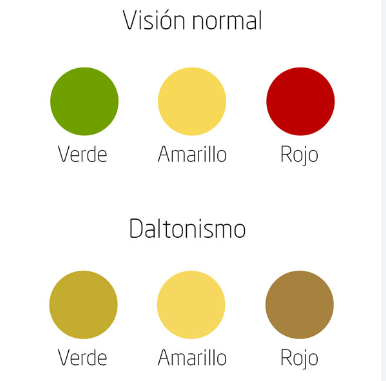 Visión normal
Verde Amarillo Rojo
Daltonismo
Verde Amarillo Rojo